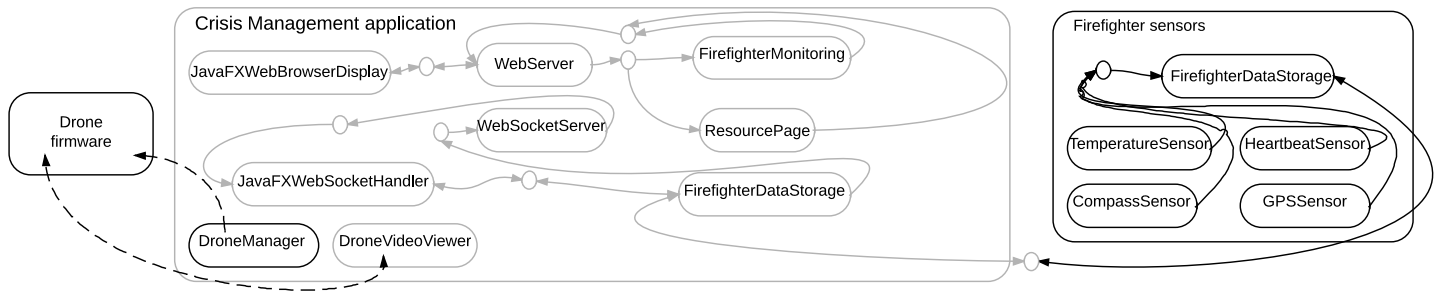 Crisis Management application
Firefighter sensors
JavaFXWebBrowserDisplay
WebServer
FirefighterMonitoring
FirefighterDataStorage
Drone
firmware
WebSocketServer
ResourcePage
TemperatureSensor
HeartbeatSensor
JavaFXWebSocketHandler
FirefighterDataStorage
CompassSensor
GPSSensor
DroneManager
DroneVideoViewer